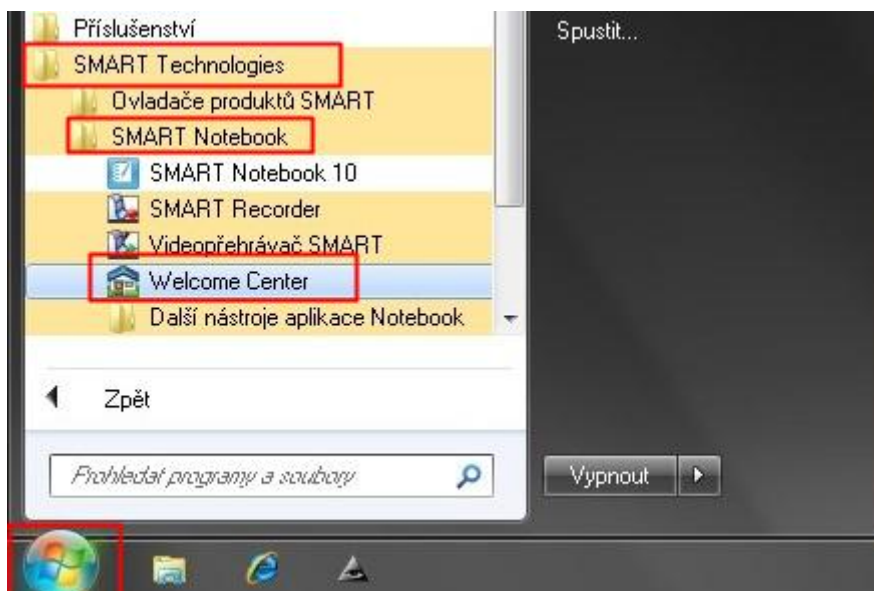 Příslušenství
Spustit...
SMART Technologies
Ovladače produktů SMART
SMART Notebook
SMART Notebook 10
SMART Recorder
Videopřehrávač SMART
Welcome Center
Další nástroje aplikace Notebook
Zpět
Prohledat programy a soubory
Vypnout